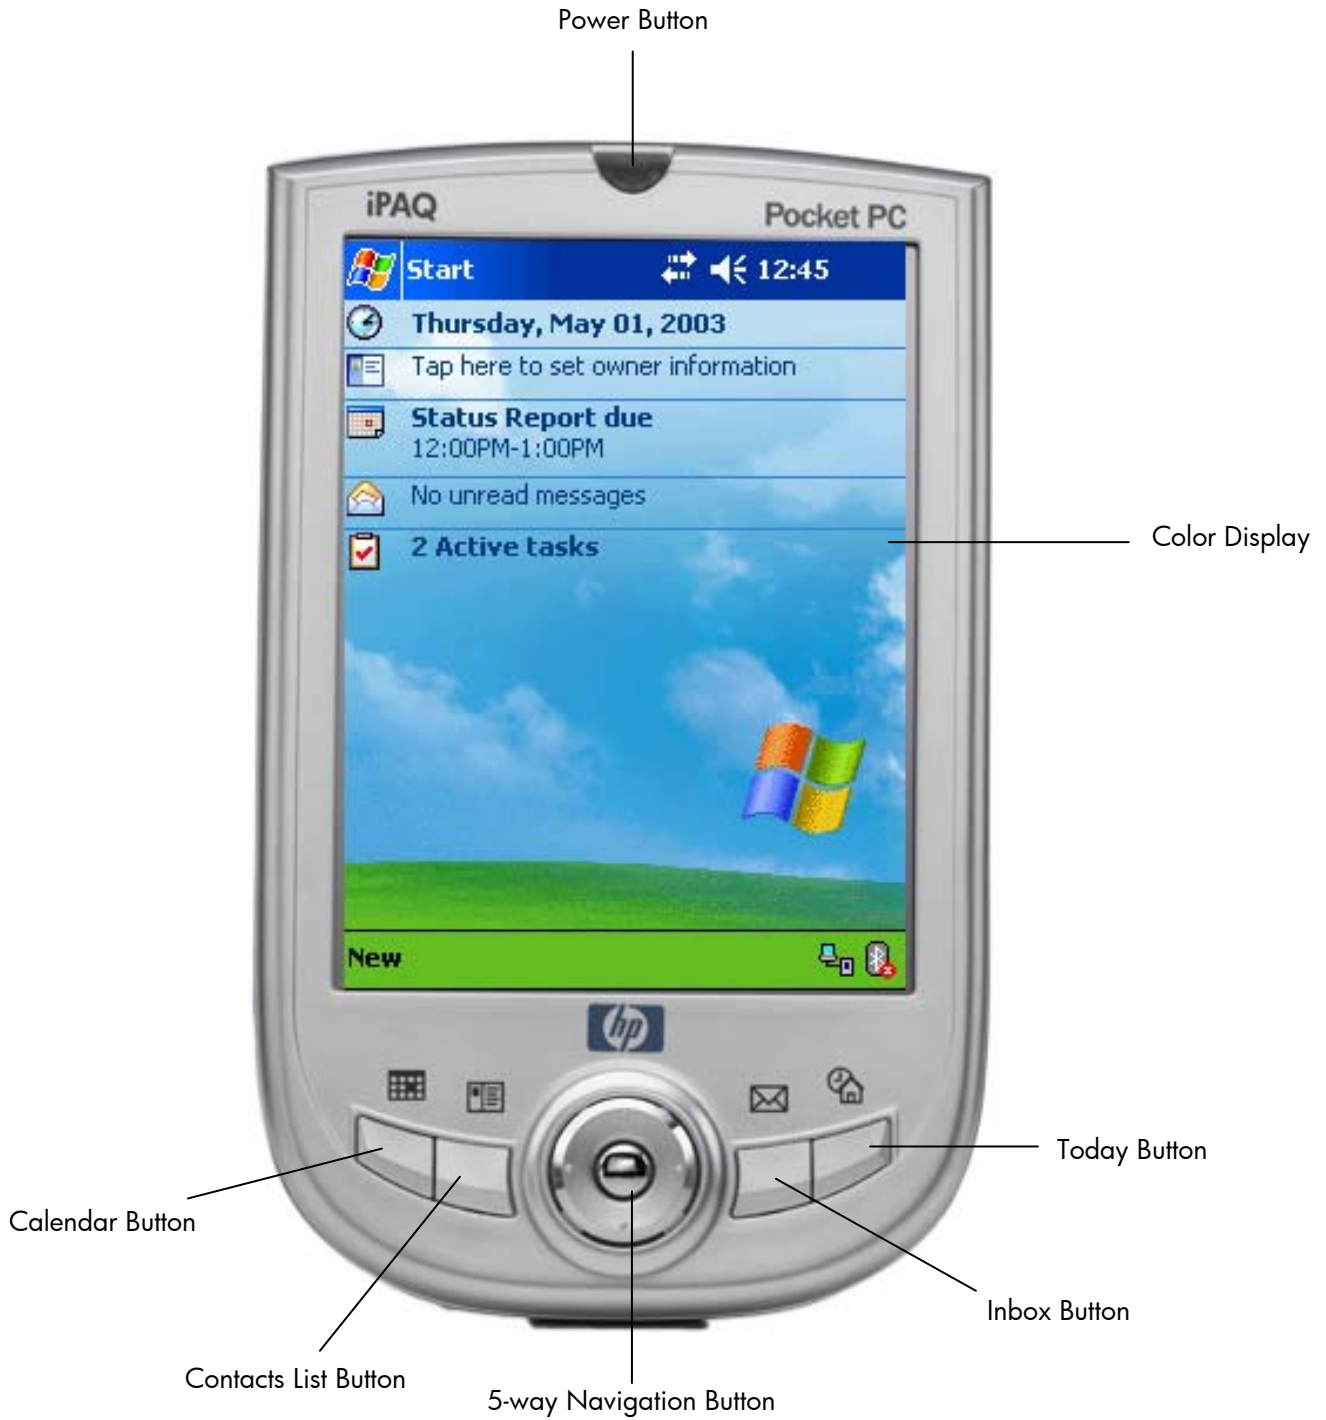 Power Button
iPAQ
Pocket PC
Start 12:45
Thursday, May 01, 2003
Tap here to set owner information
Status Report due
12:00PM-1:00PM
No unread messages
2 Active tasks
Color Display
New
hp
Today Button
Calendar Button
Inbox Button
Contacts List Button
5-way Navigation Button